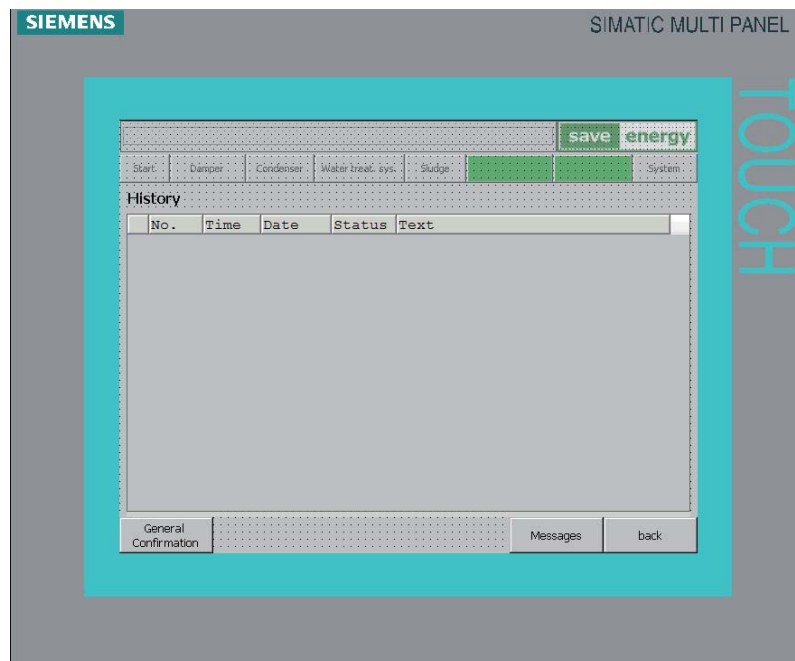 SIEMENS
SIMATIC MULTI PANEL
TOUCH
save energy
Start Damper Condenser Water treat. sys. Sludge System
History
No. Time Date Status Text
General
Confirmation
Messages back